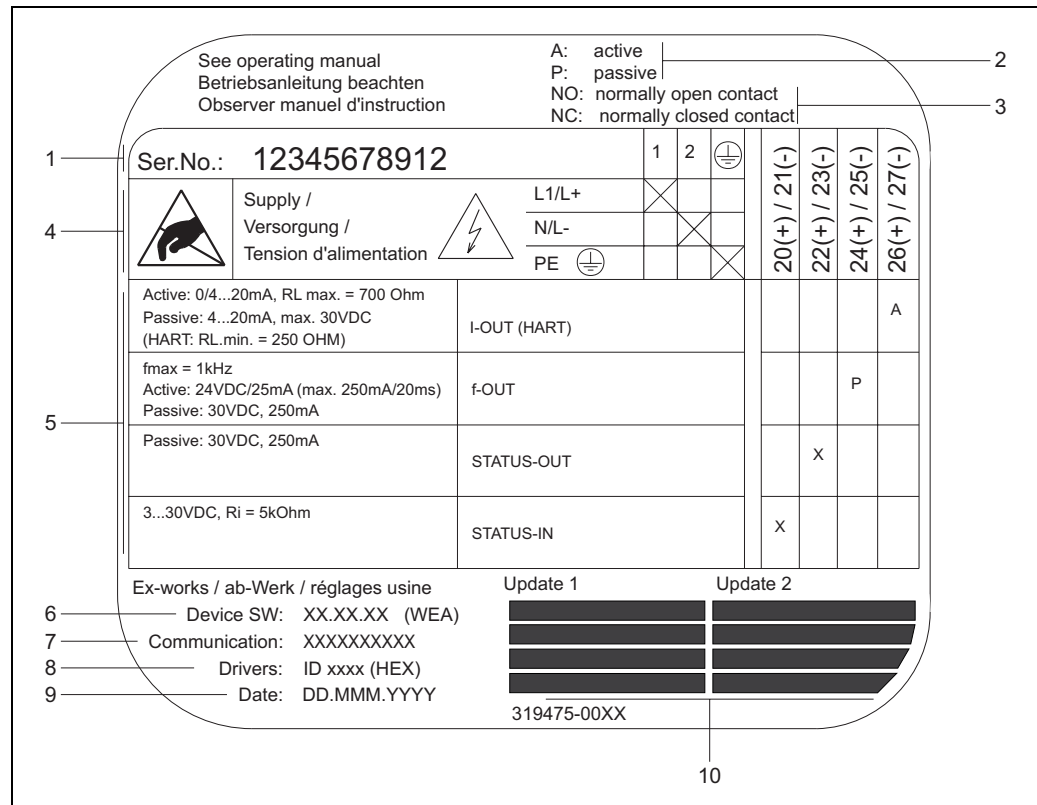 See operating manual
Betriebsanleitung beachten
Observer manuel d'instruction
A: active
P: passive
NO: normally open contact
NC: normally closed contact
2
3
1
Ser.No.: 12345678912
1 2
20(+) / 21(-)
22(+) / 23(-)
24(+) / 25(-)
26(+) / 27(-)
4
Supply /
Versorgung /
Tension d'alimentation
L1/L+
N/L-
PE
5
Active: 0/4...20mA, RL max. = 700 Ohm
Passive: 4...20mA, max. 30VDC
(HART: RL.min. = 250 OHM)
I-OUT (HART)
A
fmax = 1kHz
Active: 24VDC/25mA (max. 250mA/20ms)
Passive: 30VDC, 250mA
f-OUT
P
Passive: 30VDC, 250mA
STATUS-OUT
X
3...30VDC, Ri = 5kOhm
STATUS-IN
X
Ex-works / ab-Werk / réglages usine
Update 1
Update 2
6
Device SW: XX.XX.XX (WEA)
7
Communication: XXXXXXXXXX
8
Drivers: ID xxxx (HEX)
9
Date: DD.MMM.YYYY
319475-00XX
10